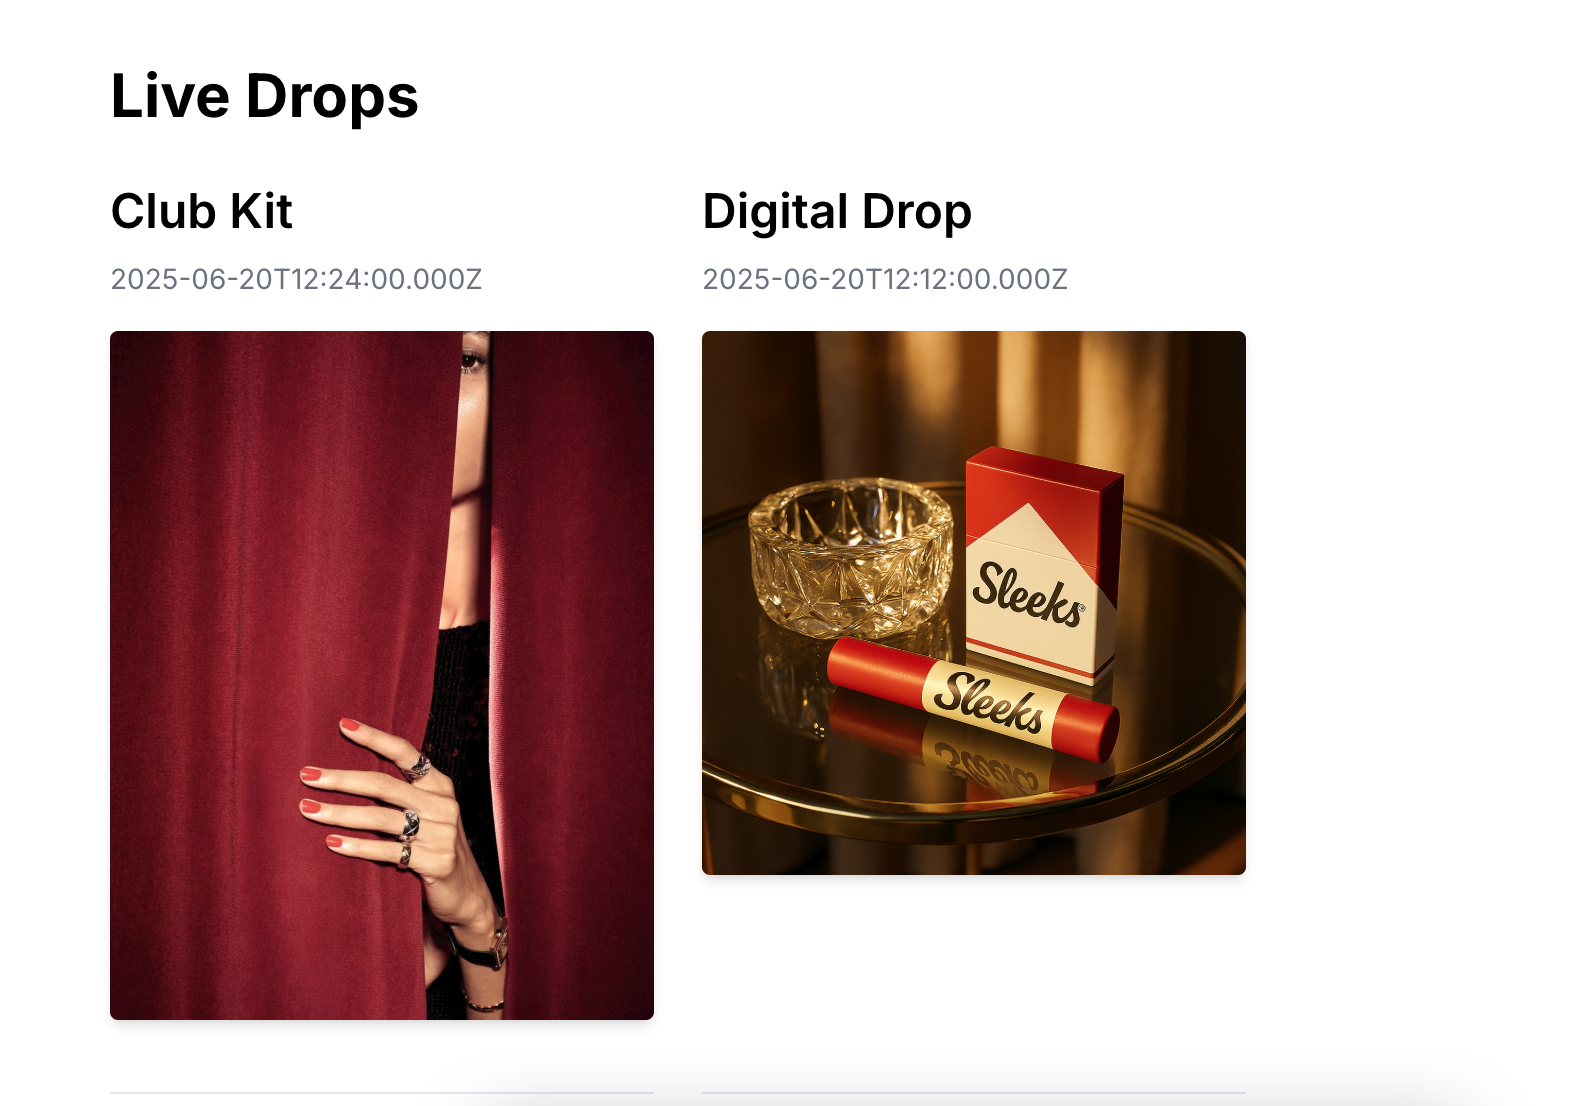 Live Drops
Club Kit
2025-06-20T12:24:00.000Z
Digital Drop
2025-06-20T12:12:00.000Z
Sleeks
Sleeks